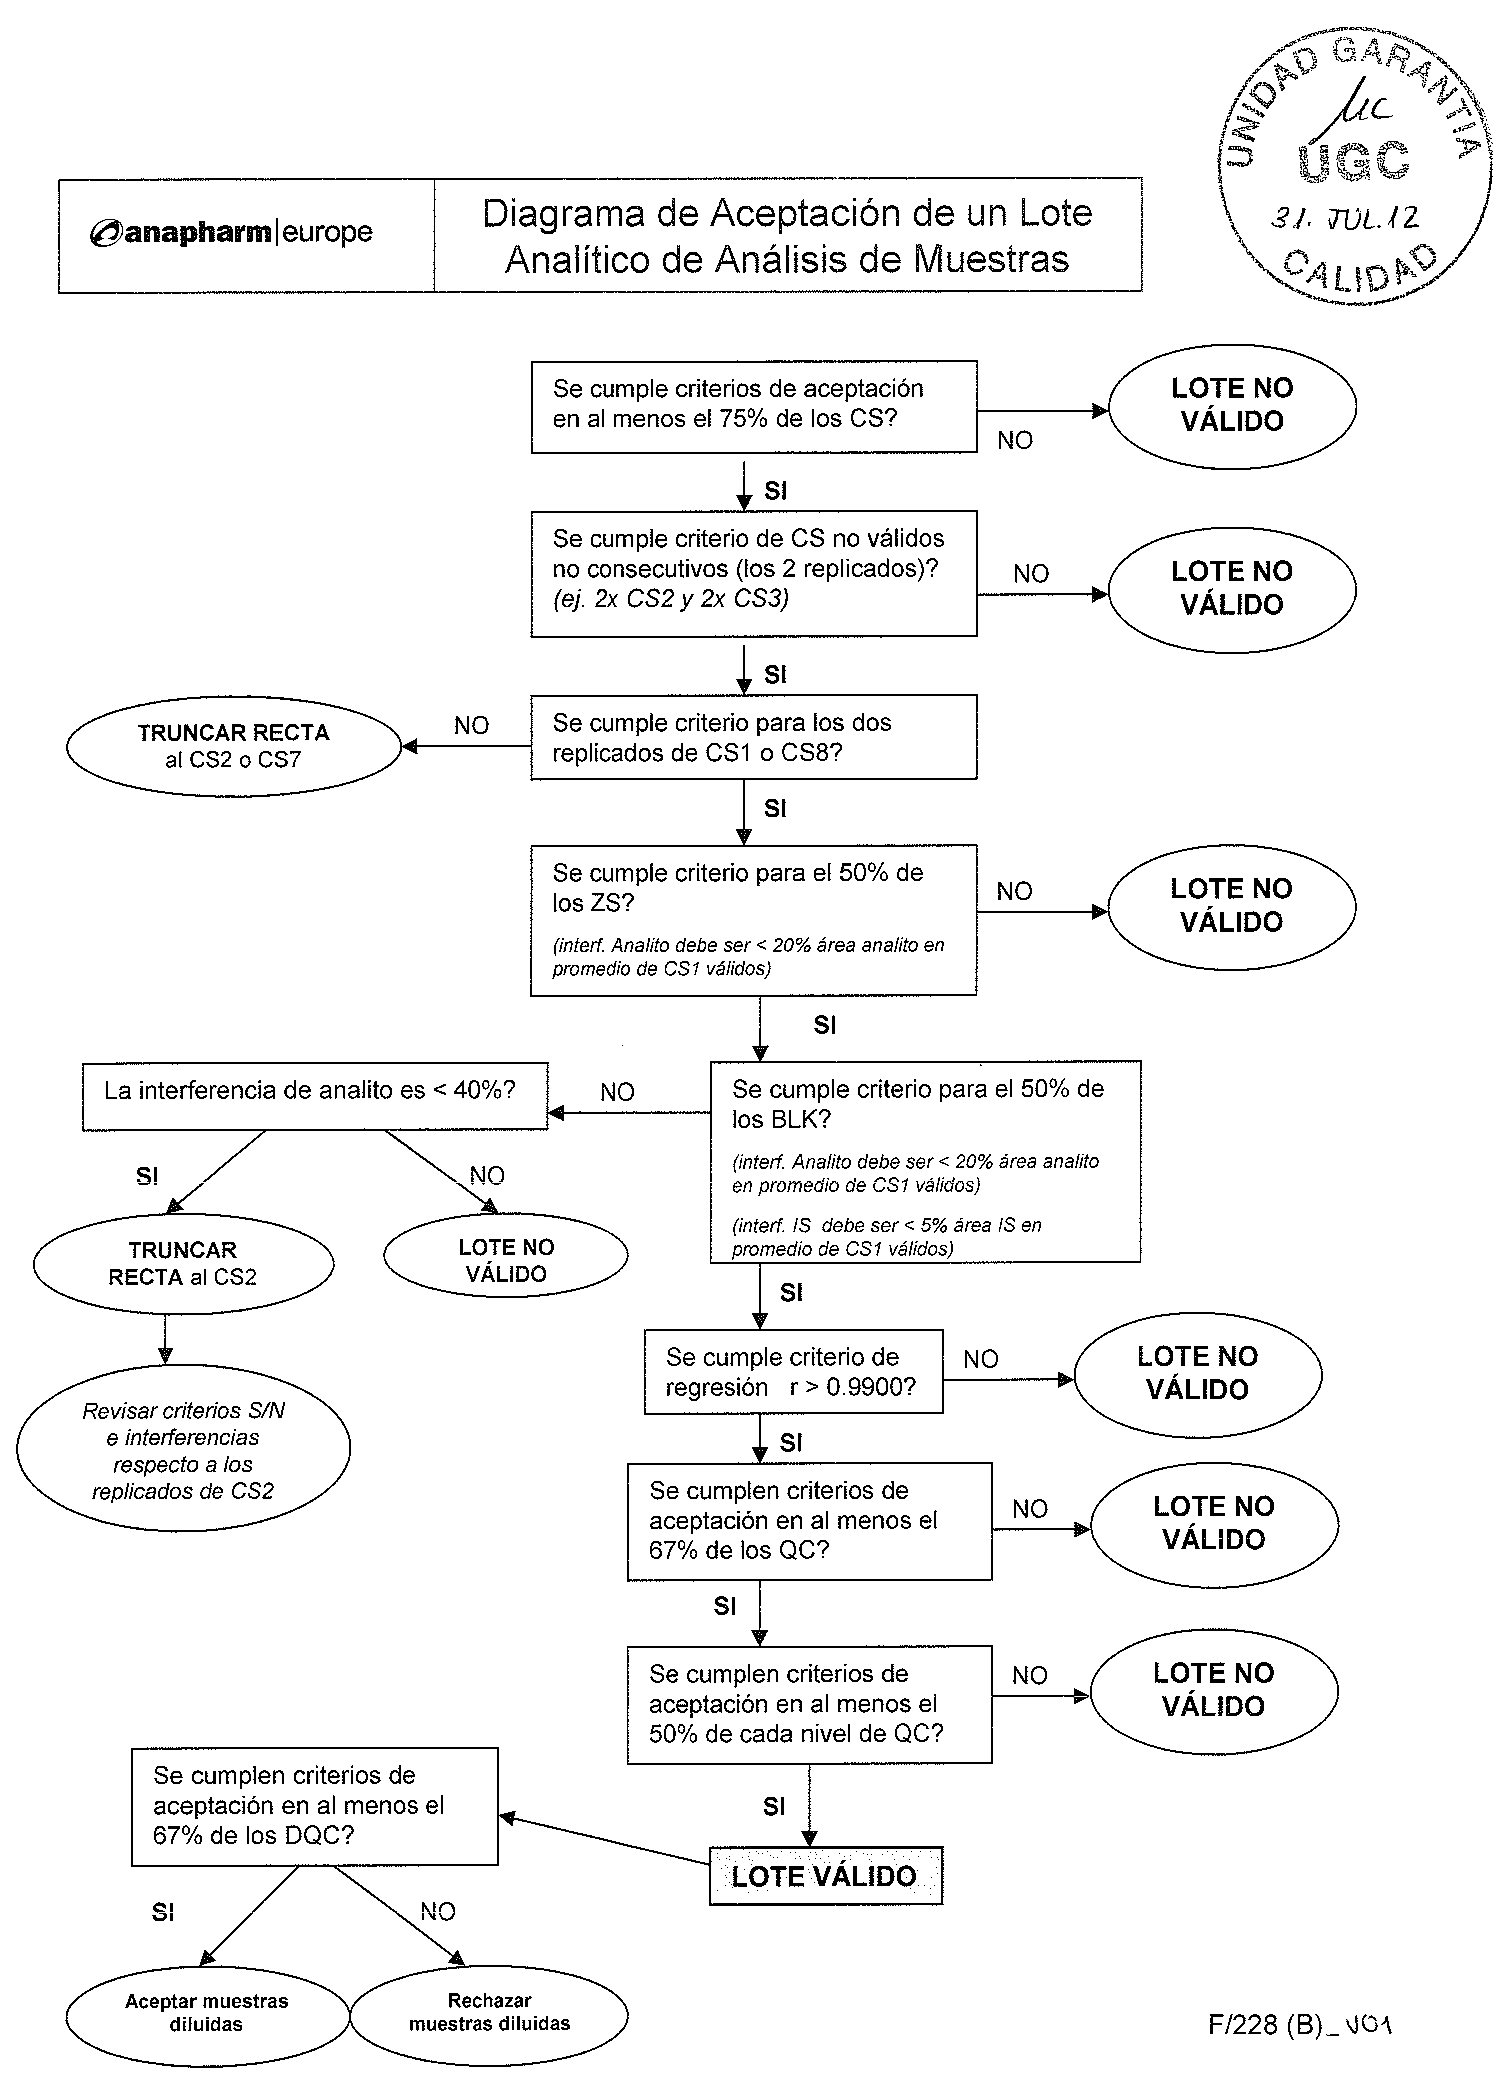 UNIDAD GARANTIA
UGC
31. JUL. 12
CALIDAD
anapharm|europe
Diagrama de Aceptación de un Lote
Analítico de Análisis de Muestras
Se cumple criterios de aceptación
en al menos el 75% de los CS?
NO
LOTE NO
VÁLIDO
SI
Se cumple criterio de CS no válidos
no consecutivos (los 2 replicados)?
(ej. 2x CS2 y 2x CS3)
NO
LOTE NO
VÁLIDO
SI
Se cumple criterio para los dos
replicados de CS1 o CS8?
NO
TRUNCAR RECTA
al CS2 o CS7
SI
Se cumple criterio para el 50% de
los ZS?
(interf. Analito debe ser < 20% área analito en
promedio de CS1 válidos)
NO
LOTE NO
VÁLIDO
SI
Se cumple criterio para el 50% de
los BLK?
(interf. Analito debe ser < 20% área analito
en promedio de CS1 válidos)
(interf. IS debe ser < 5% área IS en
promedio de CS1 válidos)
NO
La interferencia de analito es < 40%?
SI
NO
TRUNCAR
RECTA al CS2
LOTE NO
VÁLIDO
Revisar criterios S/N
e interferencias
respecto a los
replicados de CS2
SI
Se cumple criterio de
regresión r > 0.9900?
NO
LOTE NO
VÁLIDO
SI
Se cumplen criterios de
aceptación en al menos el
67% de los QC?
NO
LOTE NO
VÁLIDO
SI
Se cumplen criterios de
aceptación en al menos el
50% de cada nivel de QC?
NO
LOTE NO
VÁLIDO
SI
LOTE VÁLIDO
Se cumplen criterios de
aceptación en al menos el
67% de los DQC?
SI
NO
Aceptar muestras
diluidas
Rechazar
muestras diluidas
F/228 (B)_V01